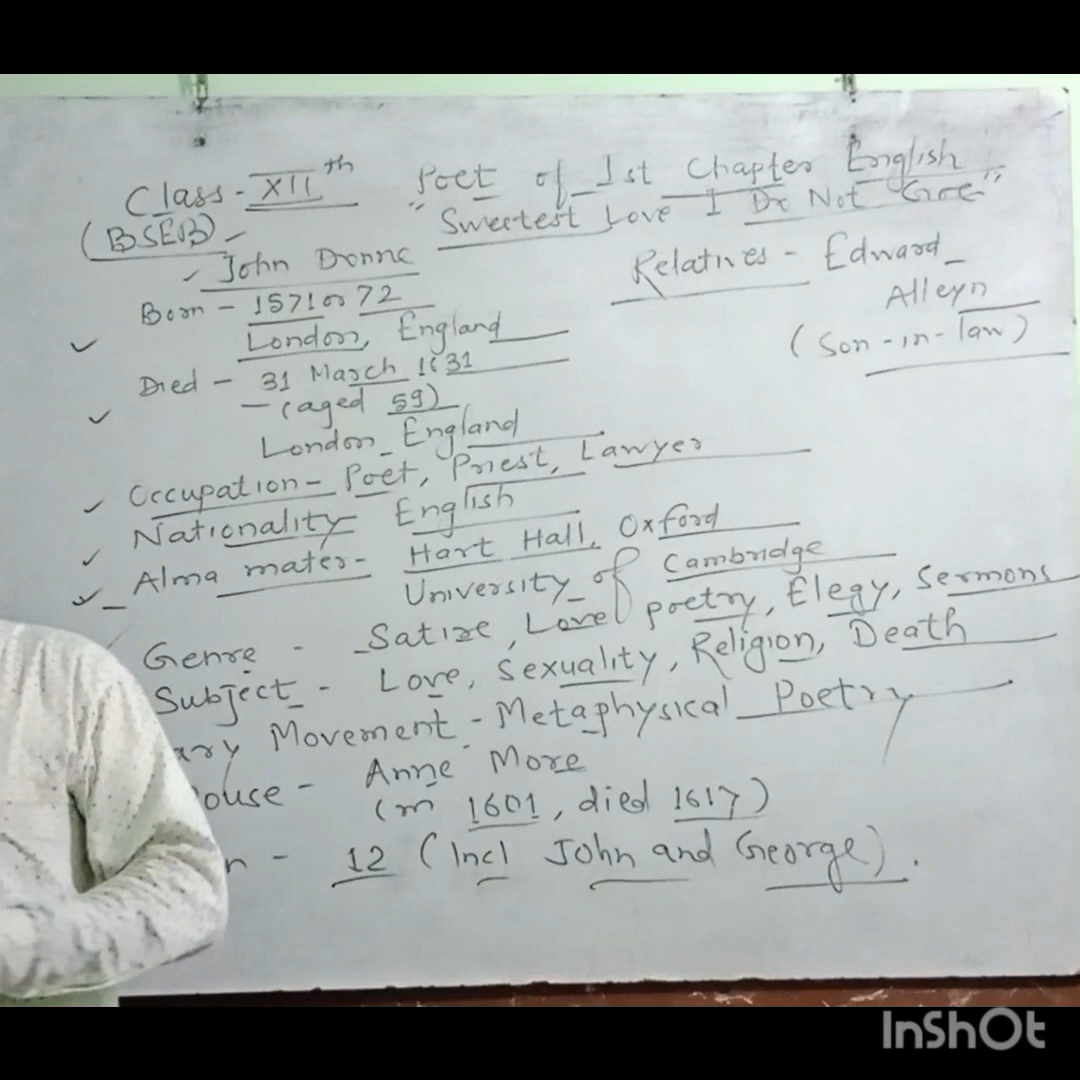 Class - XIIth Poet of 1st Chapter English
(BSEB) - "Sweetest Love I Do Not Goe"
John Donne
Relatives - Edward
Alleyn
(Son-in-law)
Born - 1571 or 72
London, England
Died - 31 March 1631
- (aged 59)
London England
Occupation - Poet, Priest, Lawyer
Nationality English
Alma mater - Hart Hall, Oxford
University of Cambridge
Genre - Satire, Love poetry, Elegy, Sermons
Subject - Love, Sexuality, Religion, Death
ary Movement - Metaphysical Poetry
pouse - Anne More
(m 1601, died 1617)
n - 12 (Incl John and George).
InShOt